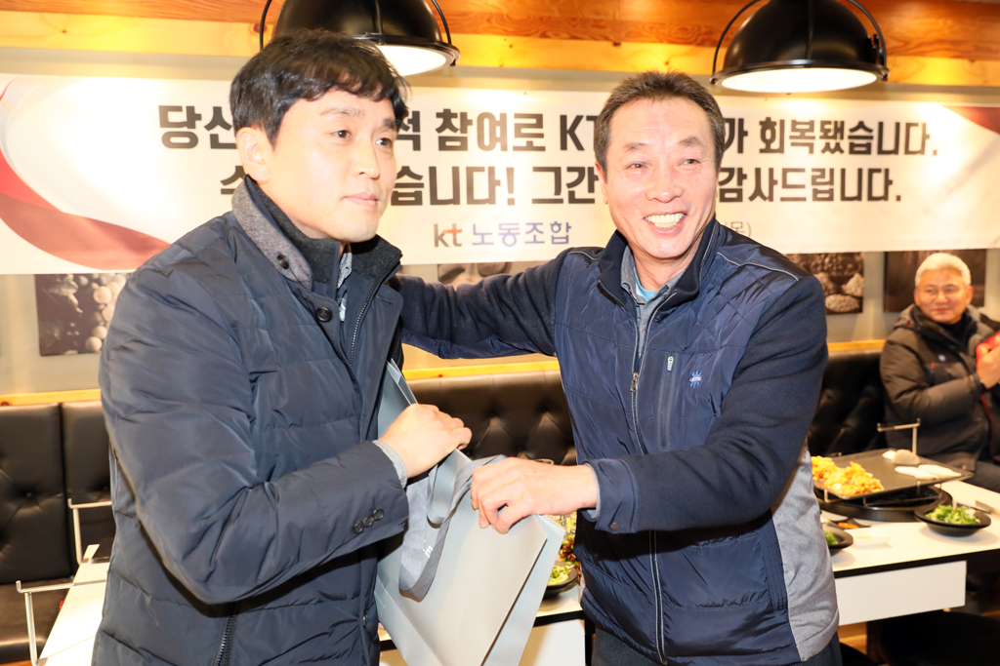 당신 적 참여로 KT 가 회복됐습니다.
습니다! 그간 감사드립니다.
kt 노동조합 (목)